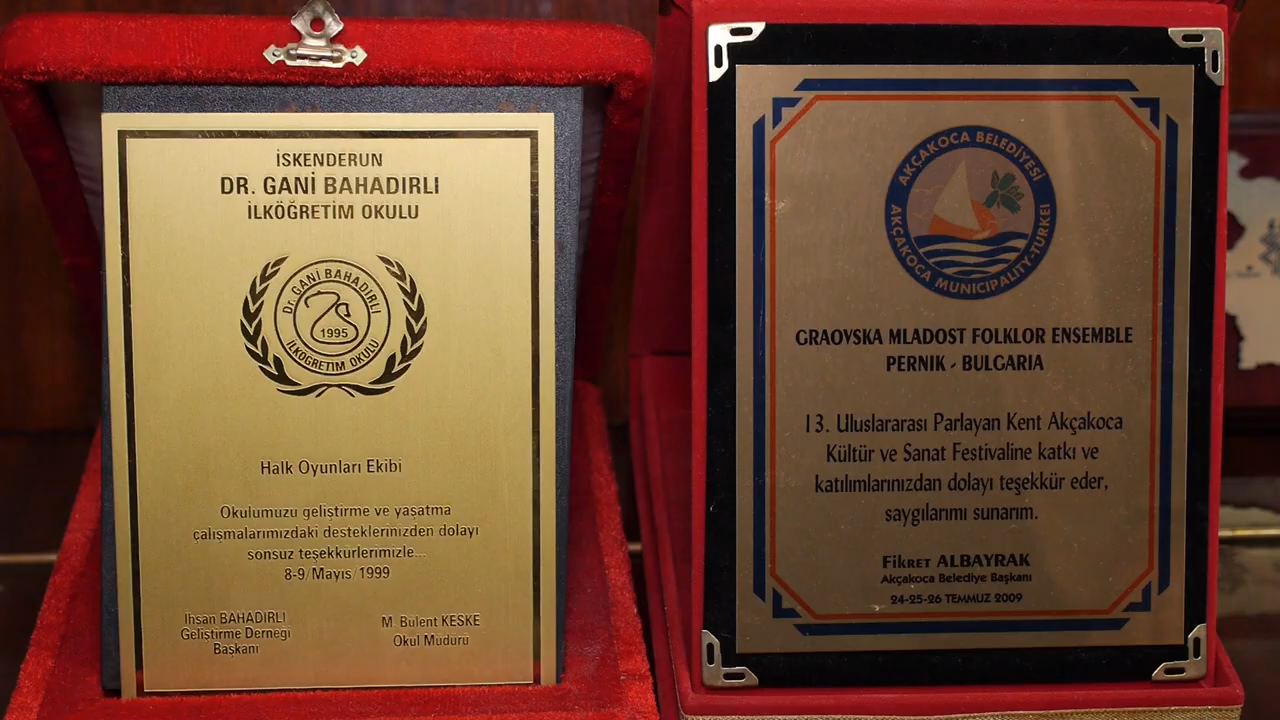 İSKENDERUN
DR. GANİ BAHADIRLI
İLKÖĞRETİM OKULU
Dr. GANİ BAHADIRLI
1995
İLKÖĞRETİM OKULU
Halk Oyunları Ekibi
Okulumuzu geliştirme ve yaşatma
çalışmalarımızdaki desteklerinizden dolayı
sonsuz teşekkürlerimizle...
8-9/Mayıs/1999
İhsan BAHADIRLI
Geliştirme Derneği
Başkanı
M. Bulent KESKE
Okul Müdürü
AKÇAKOCA BELEDİYESİ
AKÇAKOCA MUNICIPALITY-TURKEI
GRAOVSKA MLADOST FOLKLOR ENSEMBLE
PERNIK - BULGARIA
13. Uluslararası Parlayan Kent Akçakoca
Kültür ve Sanat Festivaline katkı ve
katılımlarınızdan dolayı teşekkür eder,
saygılarımı sunarım.
Fikret ALBAYRAK
Akçakoca Belediye Başkanı
24-25-26 TEMMUZ 2009